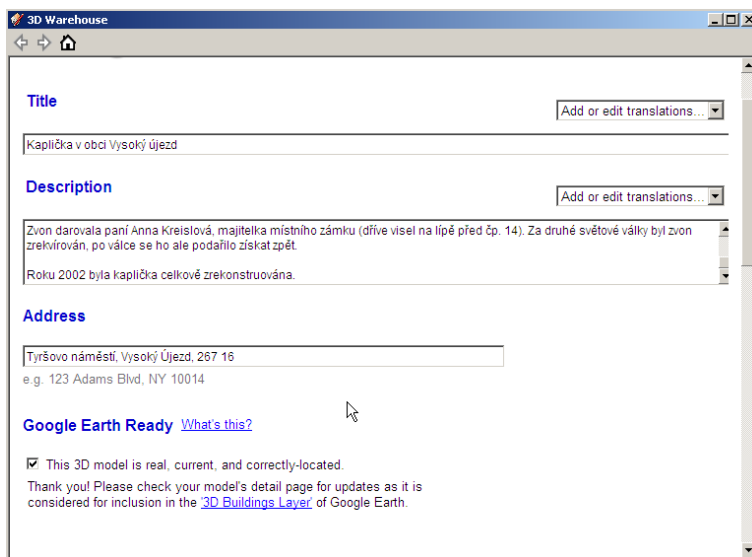 3D Warehouse
Title
Add or edit translations...
Kaplička v obci Vysoký újezd
Description
Add or edit translations...
Zvon darovala paní Anna Kreislová, majitelka místního zámku (dříve visel na lípě před čp. 14). Za druhé světové války byl zvon
zrekvírován, po válce se ho ale podařilo získat zpět.
Roku 2002 byla kaplička celkově zrekonstruována.
Address
Tyršovo náměstí, Vysoký Újezd, 267 16
e.g. 123 Adams Blvd, NY 10014
Google Earth Ready What's this?
This 3D model is real, current, and correctly-located.
Thank you! Please check your model's detail page for updates as it is
considered for inclusion in the '3D Buildings Layer' of Google Earth.